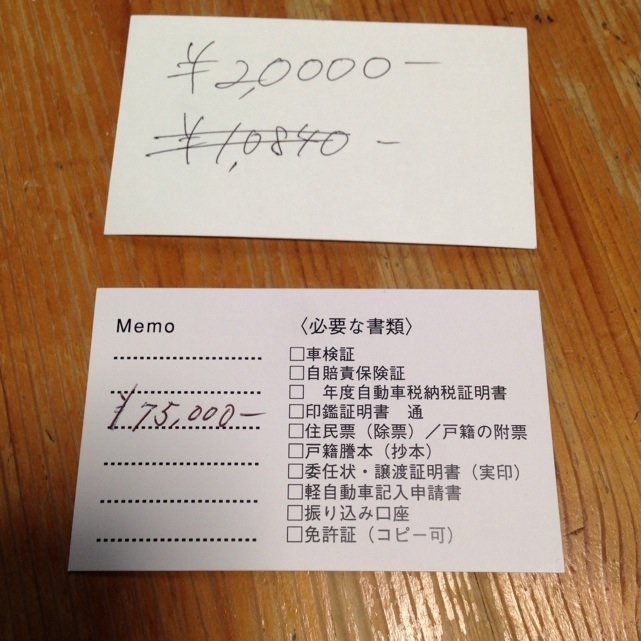 ¥2,0000-
¥1,0840-
Memo
¥75,000-
〈必要な書類〉
□車検証
□自賠責保険証
□　年度自動車税納税証明書
□印鑑証明書　通
□住民票（除票）／戸籍の附票
□戸籍謄本（抄本）
□委任状・譲渡証明書（実印）
□軽自動車記入申請書
□振り込み口座
□免許証（コピー可）